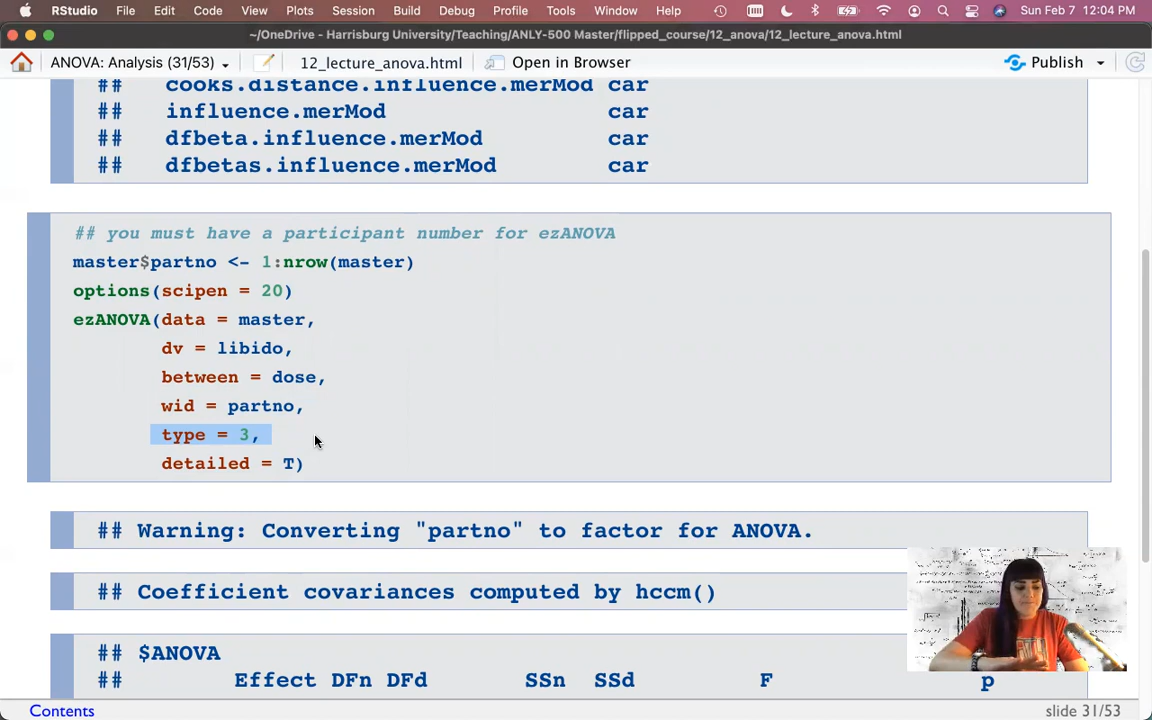 RStudio File Edit Code View Plots Session Build Debug Profile Tools Window Help Sun Feb 7 12:04 PM
~/OneDrive - Harrisburg University/Teaching/ANLY-500 Master/flipped_course/12_anova/12_lecture_anova.html
ANOVA: Analysis (31/53) 12_lecture_anova.html Open in Browser Publish
## cooks.distance.influence.merMod car
## influence.merMod car
## dfbeta.influence.merMod car
## dfbetas.influence.merMod car
## you must have a participant number for ezANOVA
master$partno <- 1:nrow(master)
options(scipen = 20)
ezANOVA(data = master,
dv = libido,
between = dose,
wid = partno,
type = 3,
detailed = T)
## Warning: Converting "partno" to factor for ANOVA.
## Coefficient covariances computed by hccm()
## $ANOVA
## Effect DFn DFd SSn SSd F p
Contents slide 31/53